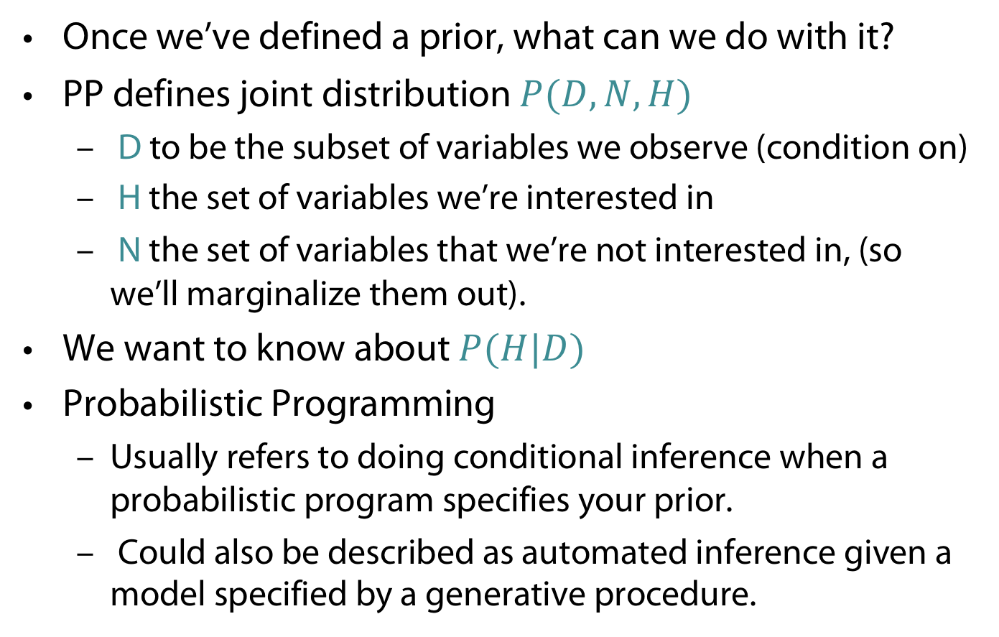 • Once we’ve defined a prior, what can we do with it?
• PP defines joint distribution P(D, N, H)
– D to be the subset of variables we observe (condition on)
– H the set of variables we’re interested in
– N the set of variables that we’re not interested in, (so
we’ll marginalize them out).
• We want to know about P(H|D)
• Probabilistic Programming
– Usually refers to doing conditional inference when a
probabilistic program specifies your prior.
– Could also be described as automated inference given a
model specified by a generative procedure.